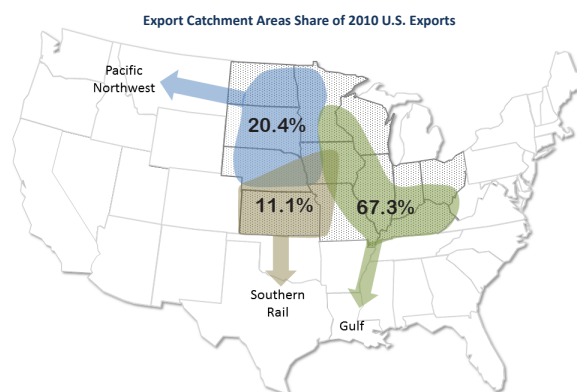 Export Catchment Areas Share of 2010 U.S. Exports
Pacific
Northwest
20.4%
11.1%
67.3%
Southern
Rail
Gulf